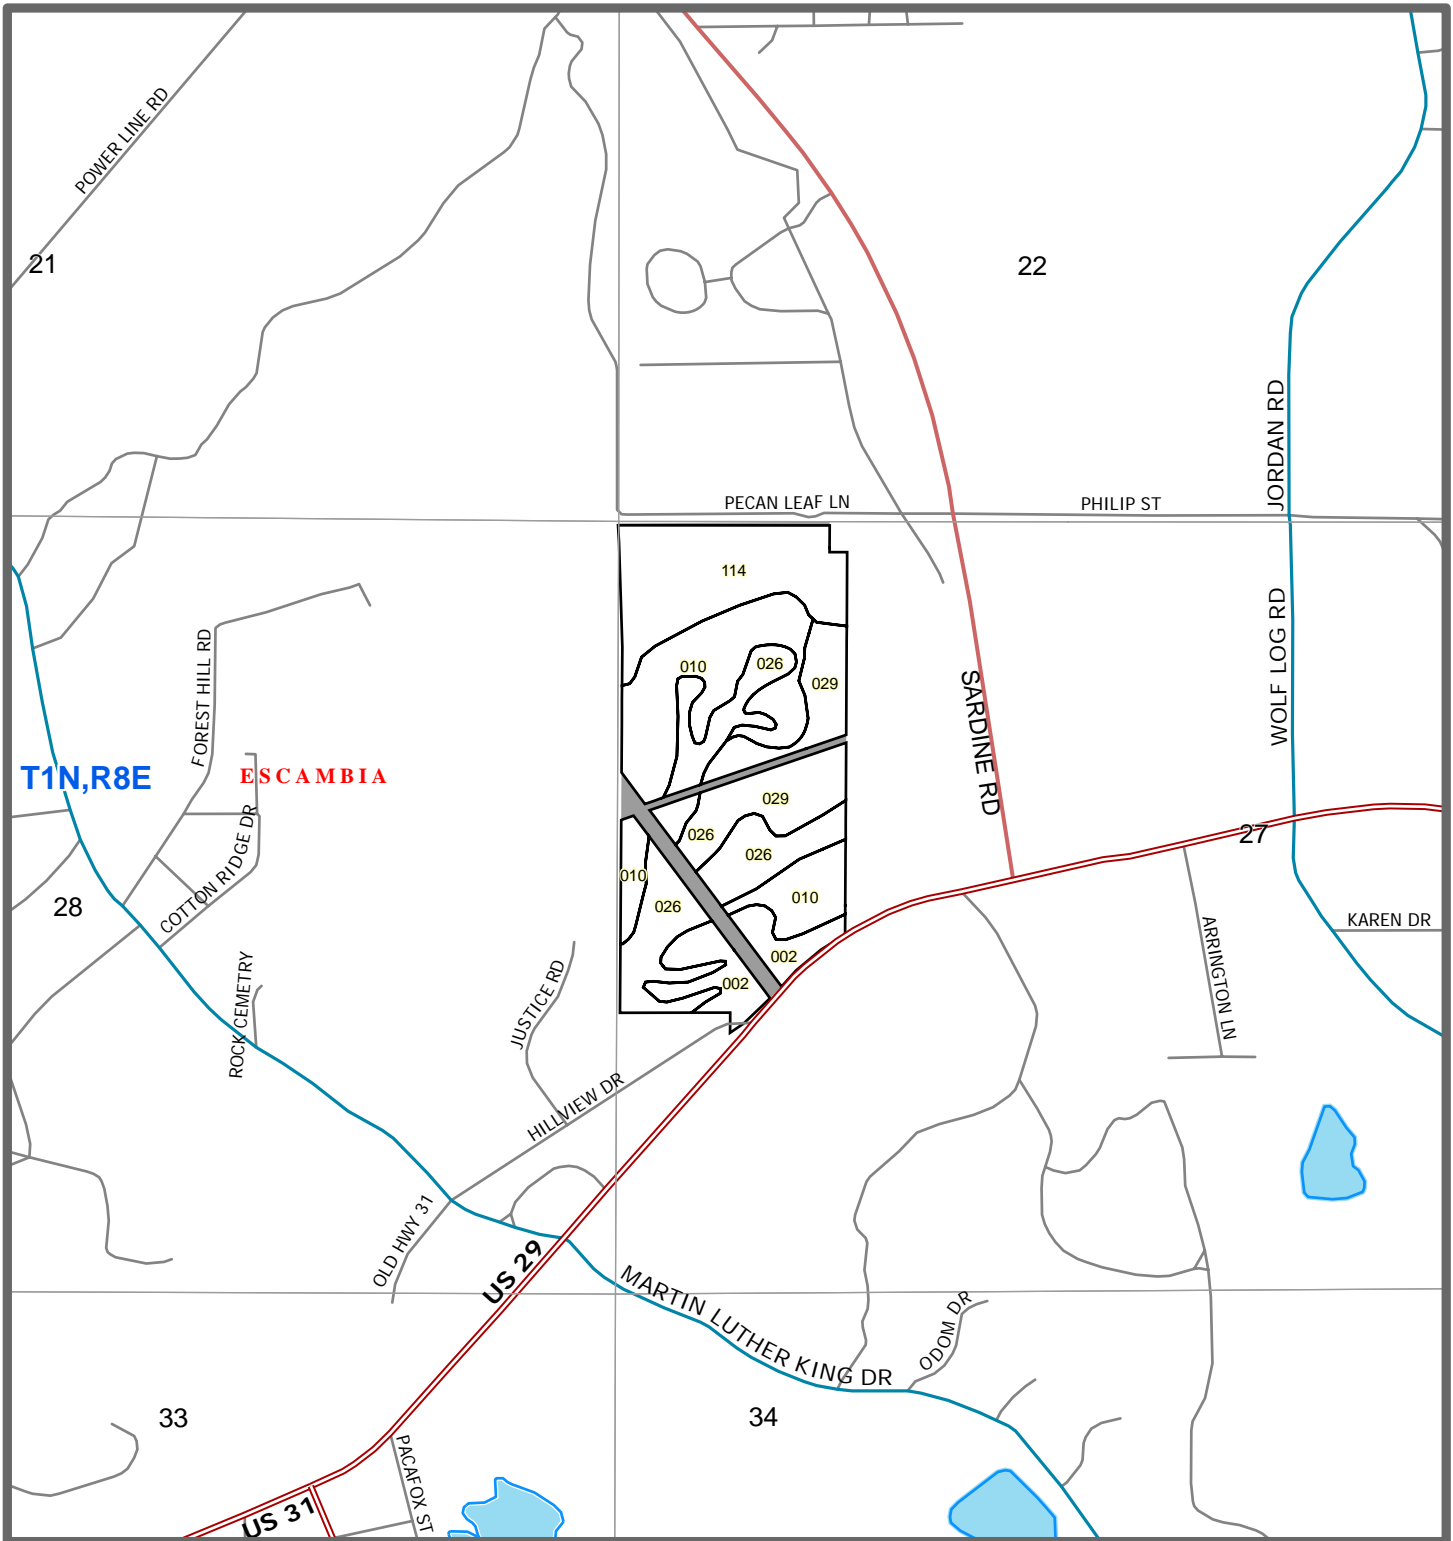 POWER LINE RD
21
22
JORDAN RD
PECAN LEAF LN
PHILIP ST
114
FOREST HILL RD
010
026
029
SARDINE RD
WOLF LOG RD
T1N,R8E
ESCAMBIA
029
026
026
27
COTTON RIDGE DR
010
026
010
28
KAREN DR
ARRINGTON LN
002
002
ROCK CEMETRY
JUSTICE RD
HILLVIEW DR
OLD HWY 31
US 29
MARTIN LUTHER KING DR
ODOM DR
33
34
PACAFOX ST
US 31